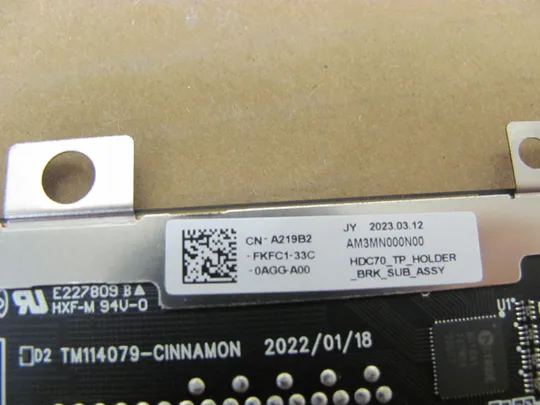 CN- A219B2
-FKFC1-33C
-0AGG-A00
JY 2023.03.12
AM3MN000N00
HDC70_TP_HOLDER
_BRK_SUB_ASSY
E227809 B
HXF-M 94V-0
D2 TM114079-CINNAMON 2022/01/18
U1